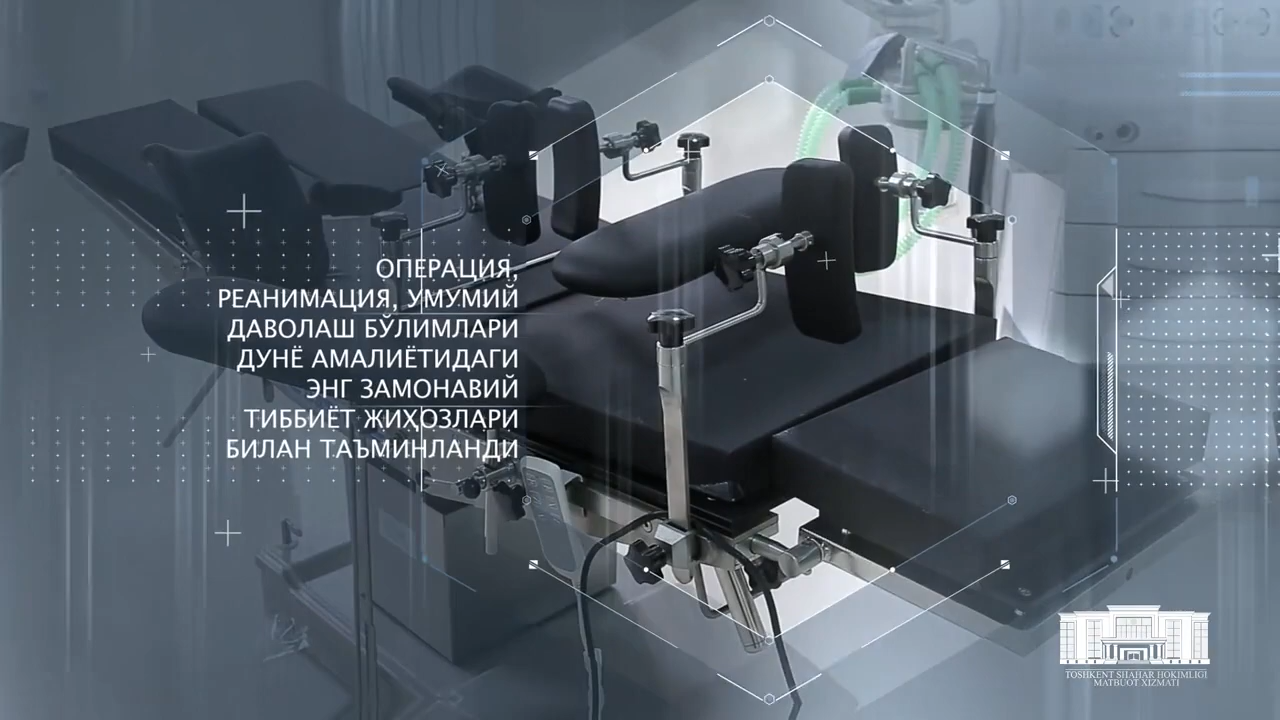 ОПЕРАЦИЯ,
РЕАНИМАЦИЯ, УМУМИЙ
ДАВОЛАШ БЎЛИМЛАРИ
ДУНЁ АМАЛИЁТИДАГИ
ЭНГ ЗАМОНАВИЙ
ТИББИЁТ ЖИҲОЗЛАРИ
БИЛАН ТАЪМИНЛАНДИ
TOSHKENT SHAHAR HOKIMLIGI
MATBUOT XIZMATI